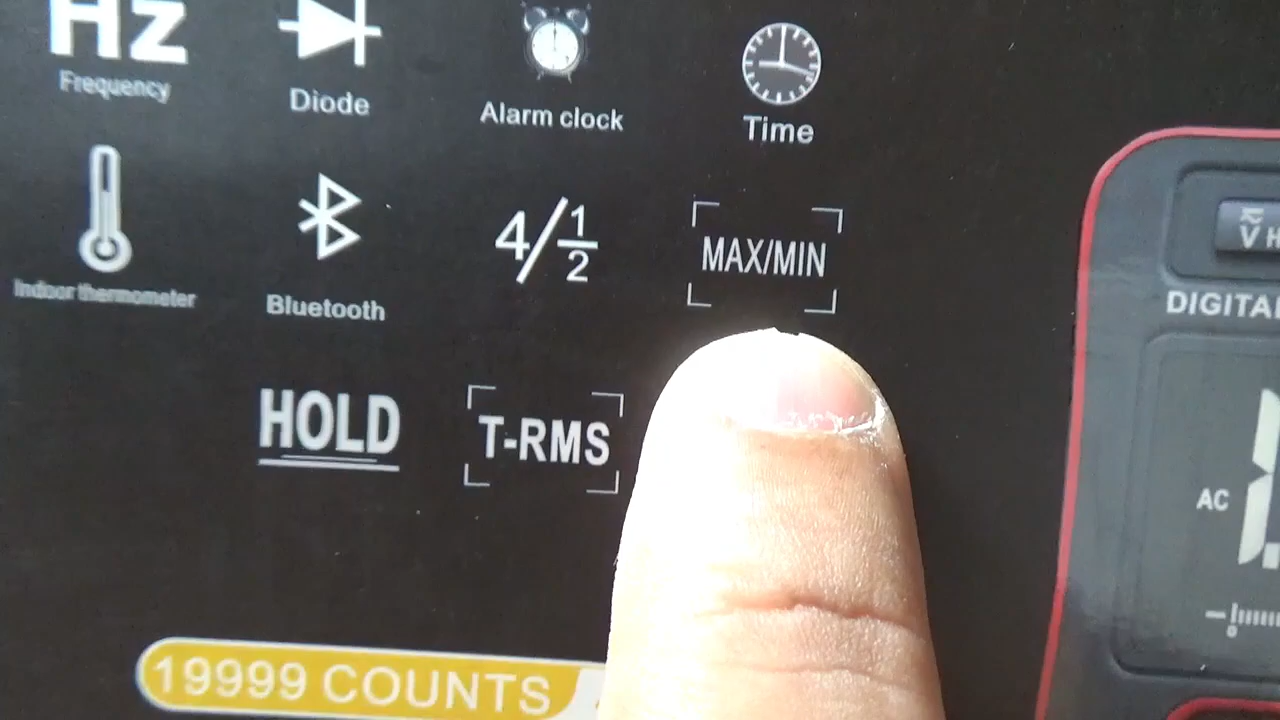 Hz
Frequency
Diode
Alarm clock
Time
Indoor thermometer
Bluetooth
4/1/2
MAX/MIN
HOLD
T-RMS
19999 COUNTS
V H
DIGITA
AC